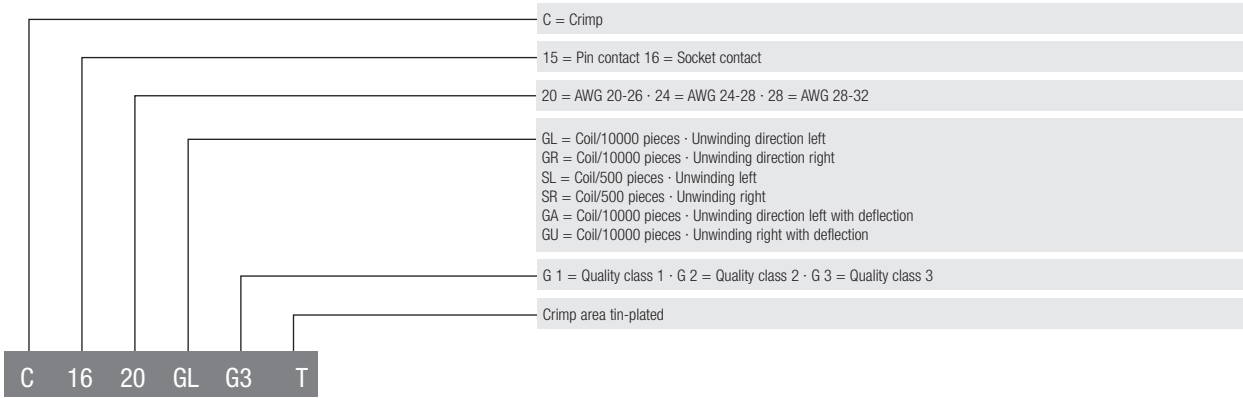 C = Crimp
15 = Pin contact 16 = Socket contact
20 = AWG 20-26 · 24 = AWG 24-28 · 28 = AWG 28-32
GL = Coil/10000 pieces · Unwinding direction left
GR = Coil/10000 pieces · Unwinding direction right
SL = Coil/500 pieces · Unwinding left
SR = Coil/500 pieces · Unwinding right
GA = Coil/10000 pieces · Unwinding direction left with deflection
GU = Coil/10000 pieces · Unwinding right with deflection
G 1 = Quality class 1 · G 2 = Quality class 2 · G 3 = Quality class 3
Crimp area tin-plated
C 16 20 GL G3 T